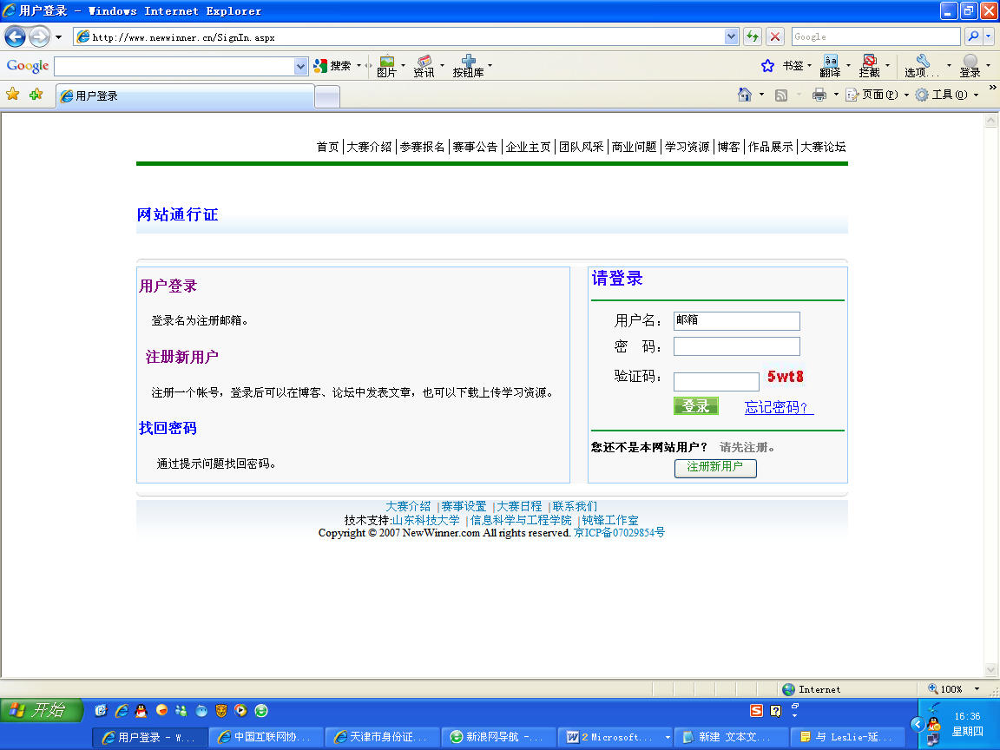 用户登录 - Windows Internet Explorer
http://www.newwinner.cn/SignIn.aspx
Google
Google
搜索
图片
资讯
按钮库
书签
翻译
拦截
选项...
登录
用户登录
页面(P)
工具(O)
首页|大赛介绍|参赛报名|赛事公告|企业主页|团队风采|商业问题|学习资源|博客|作品展示|大赛论坛
网站通行证
用户登录
登录名为注册邮箱。
注册新用户
注册一个帐号，登录后可以在博客、论坛中发表文章，也可以下载上传学习资源。
找回密码
通过提示问题找回密码。
请登录
用户名： 邮箱
密 码：
验证码： 5wt8
登录 忘记密码？
您还不是本网站用户？ 请先注册。
注册新用户
大赛介绍 |赛事设置 |大赛日程 |联系我们
技术支持:山东科技大学 |信息科学与工程学院 |钝锋工作室
Copyright © 2007 NewWinner.com All rights reserved. 京ICP备07029854号
Internet
100%
开始
16:36
星期四
用户登录 - W...
中国互联网协...
天津市身份证...
新浪网导航 -...
2 Microsoft...
新建 文本文...
与 Leslie-延...